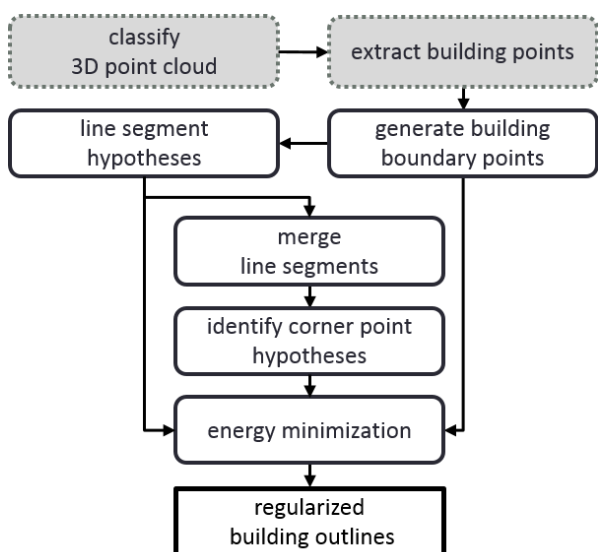 classify
3D point cloud
extract building points
line segment
hypotheses
generate building
boundary points
merge
line segments
identify corner point
hypotheses
energy minimization
regularized
building outlines